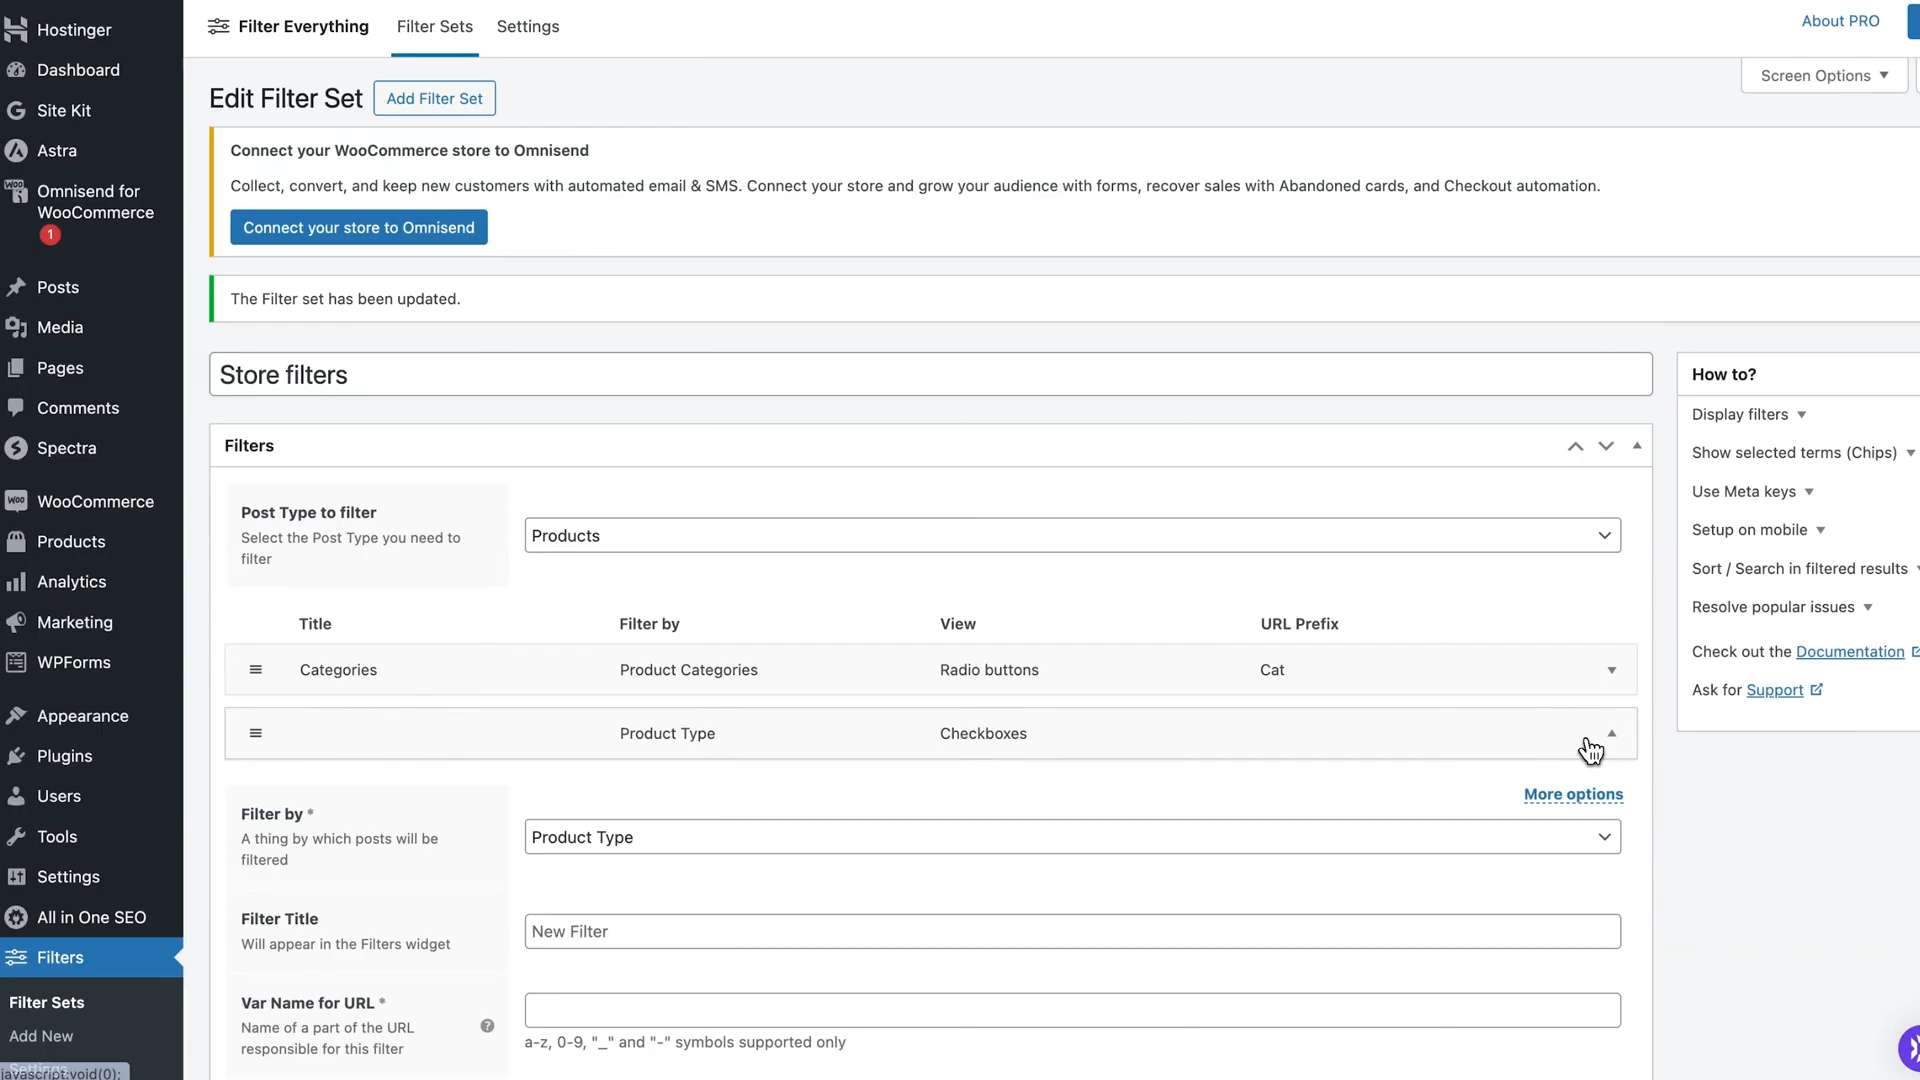 Hostinger
Dashboard
Site Kit
Astra
Omnisend for
WooCommerce
1
Posts
Media
Pages
Comments
Spectra
WooCommerce
Products
Analytics
Marketing
WPForms
Appearance
Plugins
Users
Tools
Settings
All in One SEO
Filters
Filter Sets
Add New
javascript:void(0);
Filter Everything Filter Sets Settings
About PRO
Screen Options
Edit Filter Set Add Filter Set
Connect your WooCommerce store to Omnisend
Collect, convert, and keep new customers with automated email & SMS. Connect your store and grow your audience with forms, recover sales with Abandoned cards, and Checkout automation.
Connect your store to Omnisend
The Filter set has been updated.
Store filters
Filters
Post Type to filter
Select the Post Type you need to
filter
Products
Title Filter by View URL Prefix
Categories Product Categories Radio buttons Cat
Product Type Checkboxes
More options
Filter by *
A thing by which posts will be
filtered
Product Type
Filter Title
Will appear in the Filters widget
New Filter
Var Name for URL *
Name of a part of the URL
responsible for this filter
?
a-z, 0-9, "_" and "-" symbols supported only
How to?
Display filters
Show selected terms (Chips)
Use Meta keys
Setup on mobile
Sort / Search in filtered results
Resolve popular issues
Check out the Documentation
Ask for Support